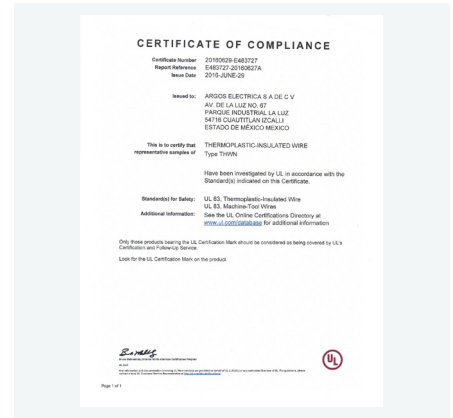 CERTIFICATE OF COMPLIANCE
Certificate Number 20160629-E483727
Report Reference E483727-20160627A
Issue Date 2016-JUNE-29
Issued to: ARGOS ELECTRICA S A DE C V
AV. DE LA LUZ NO. 67
PARQUE INDUSTRIAL LA LUZ
54716 CUAUTITLAN IZCALLI
ESTADO DE MÉXICO MEXICO
This is to certify that THERMOPLASTIC-INSULATED WIRE
representative samples of Type THWN
Have been investigated by UL in accordance with the
Standard(s) indicated on this Certificate.
Standard(s) for Safety: UL 83, Thermoplastic-Insulated Wire
UL 83, Machine-Tool Wires
Additional Information: See the UL Online Certifications Directory at
www.ul.com/database for additional information
Only those products bearing the UL Certification Mark should be considered as being covered by UL's
Certification and Follow-Up Service.
Look for the UL Certification Mark on the product.
UL
Page 1 of 1